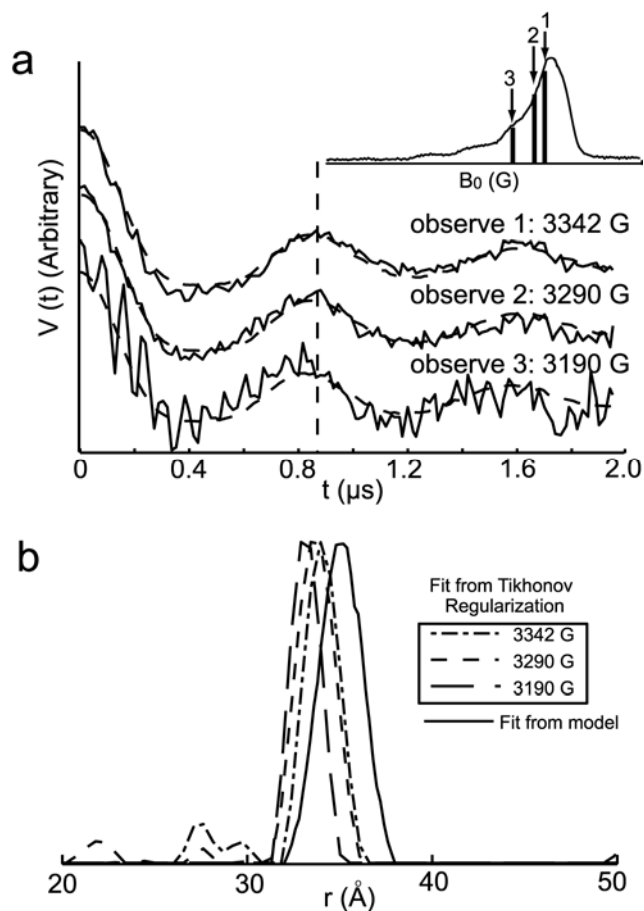 a
1
2
3
B₀ (G)
V (t) (Arbitrary)
observe 1: 3342 G
observe 2: 3290 G
observe 3: 3190 G
0 0.4 0.8 1.2 1.6 2.0
t (µs)
b
Fit from Tikhonov
Regularization
3342 G
3290 G
3190 G
Fit from model
20 30 40 50
r (Å)